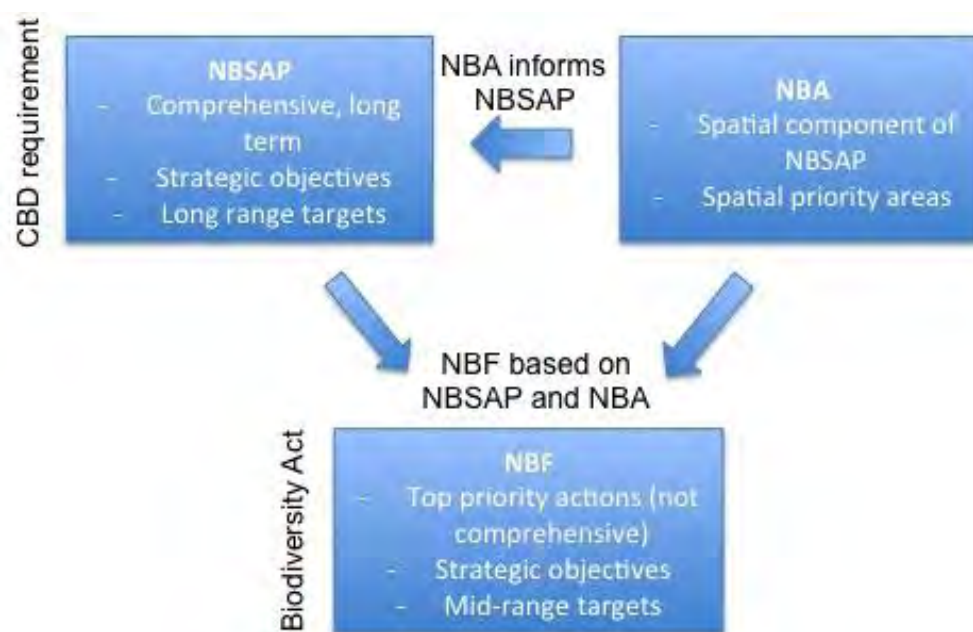 CBD requirement
NBSAP
- Comprehensive, long
term
- Strategic objectives
- Long range targets
NBA informs
NBSAP
NBA
- Spatial component of
NBSAP
- Spatial priority areas
NBF based on
NBSAP and NBA
Biodiversity Act
NBF
- Top priority actions (not
comprehensive)
- Strategic objectives
- Mid-range targets